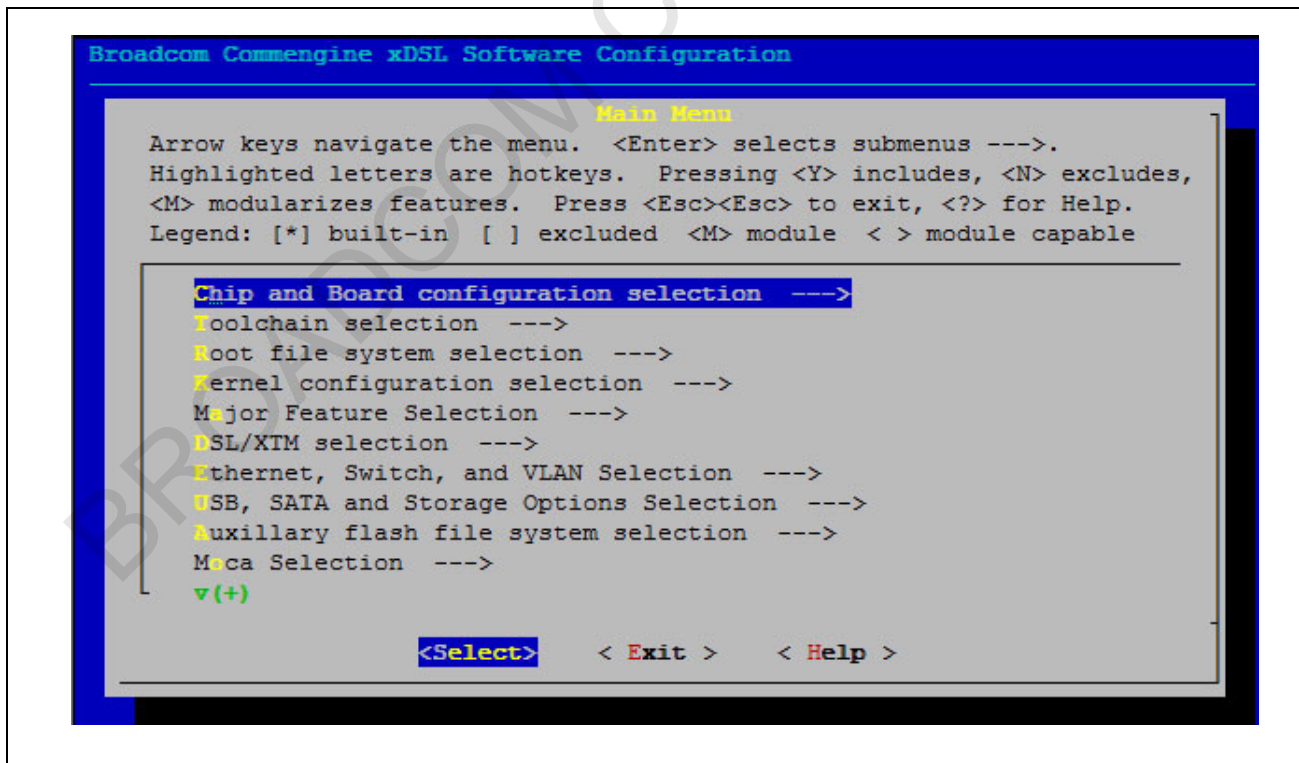 Broadcom Commengine xDSL Software Configuration
Main Menu
Arrow keys navigate the menu.  <Enter> selects submenus --->.
Highlighted letters are hotkeys.  Pressing <Y> includes, <N> excludes,
<M> modularizes features.  Press <Esc><Esc> to exit, <?> for Help.
Legend: [*] built-in  [ ] excluded  <M> module  < > module capable
Chip and Board configuration selection  --->
Toolchain selection  --->
Root file system selection  --->
Kernel configuration selection  --->
Major Feature Selection  --->
DSL/XTM selection  --->
Ethernet, Switch, and VLAN Selection  --->
USB, SATA and Storage Options Selection  --->
Auxillary flash file system selection  --->
Moca Selection  --->
▽(+)
<Select>    < Exit >    < Help >
BROADCOM